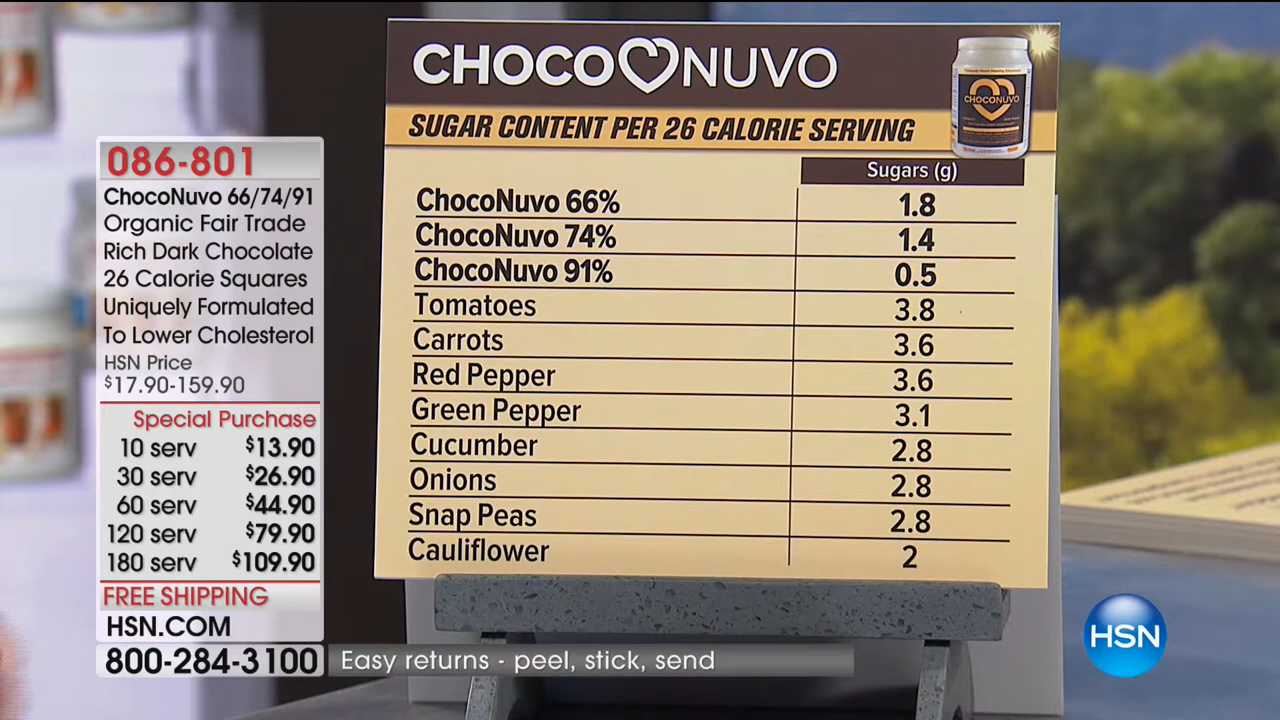 086-801
ChocoNuvo 66/74/91
Organic Fair Trade
Rich Dark Chocolate
26 Calorie Squares
Uniquely Formulated
To Lower Cholesterol
HSN Price
$17.90-159.90
Special Purchase
10 serv $13.90
30 serv $26.90
60 serv $44.90
120 serv $79.90
180 serv $109.90
FREE SHIPPING
HSN.COM
800-284-3100
Easy returns - peel, stick, send
CHOCO NUVO
SUGAR CONTENT PER 26 CALORIE SERVING
CHOCONUVO
Sugars (g)
ChocoNuvo 66% 1.8
ChocoNuvo 74% 1.4
ChocoNuvo 91% 0.5
Tomatoes 3.8
Carrots 3.6
Red Pepper 3.6
Green Pepper 3.1
Cucumber 2.8
Onions 2.8
Snap Peas 2.8
Cauliflower 2
HSN